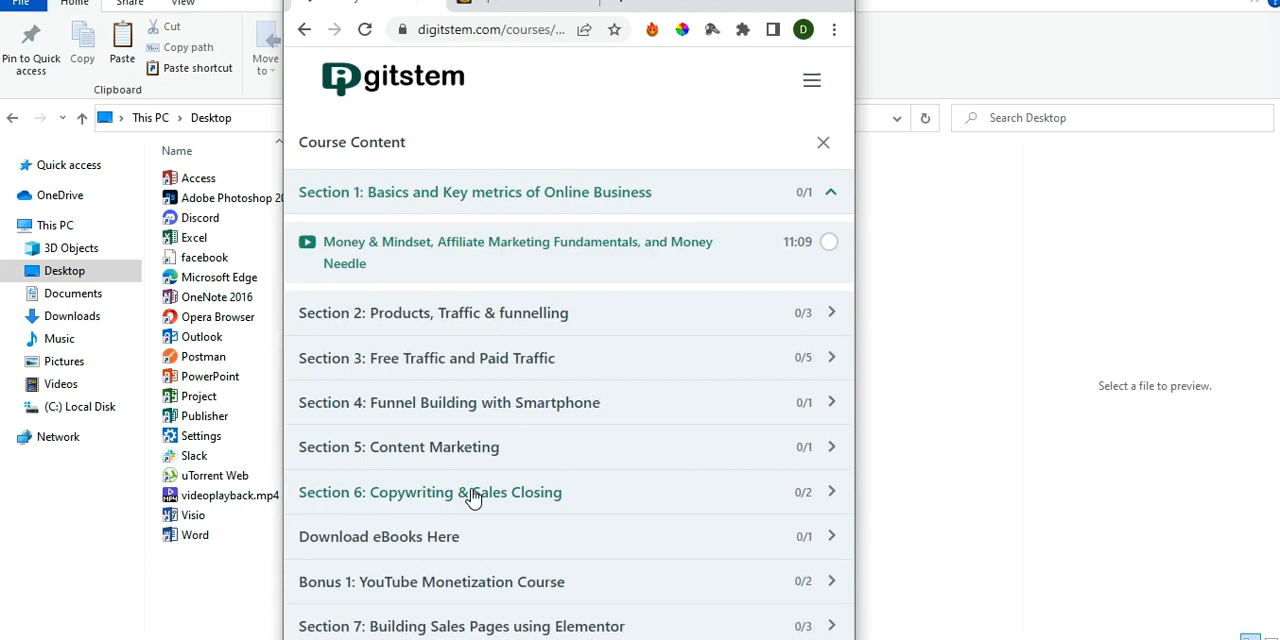 File
Home
Share
View
Pin to Quick
access
Copy
Paste
Cut
Copy path
Paste shortcut
Move
to
Clipboard
This PC
Desktop
Search Desktop
Quick access
OneDrive
This PC
3D Objects
Desktop
Documents
Downloads
Music
Pictures
Videos
(C:) Local Disk
Network
Name
Access
Adobe Photoshop 20
Discord
Excel
facebook
Microsoft Edge
OneNote 2016
Opera Browser
Outlook
Postman
PowerPoint
Project
Publisher
Settings
Slack
uTorrent Web
videoplayback.mp4
Visio
Word
digitstem.com/courses/...
D
Digitstem
Course Content
Section 1: Basics and Key metrics of Online Business 0/1
Money & Mindset, Affiliate Marketing Fundamentals, and Money 11:09
Needle
Section 2: Products, Traffic & funnelling 0/3
Section 3: Free Traffic and Paid Traffic 0/5
Section 4: Funnel Building with Smartphone 0/1
Section 5: Content Marketing 0/1
Section 6: Copywriting & Sales Closing 0/2
Download eBooks Here 0/1
Bonus 1: YouTube Monetization Course 0/2
Section 7: Building Sales Pages using Elementor 0/3
Select a file to preview.